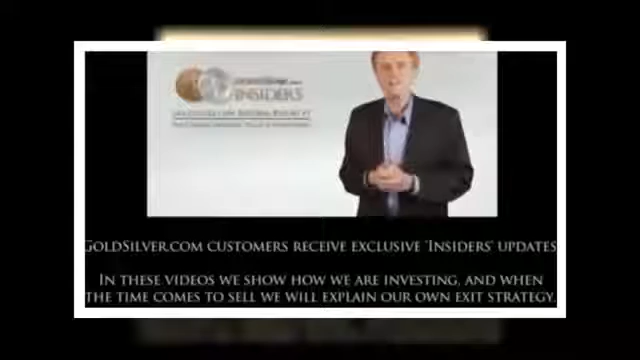 INSIDERS
GOLDSILVER.COM CUSTOMERS RECEIVE EXCLUSIVE 'INSIDERS' UPDATES
IN THESE VIDEOS WE SHOW HOW WE ARE INVESTING, AND WHEN
THE TIME COMES TO SELL WE WILL EXPLAIN OUR OWN EXIT STRATEGY.